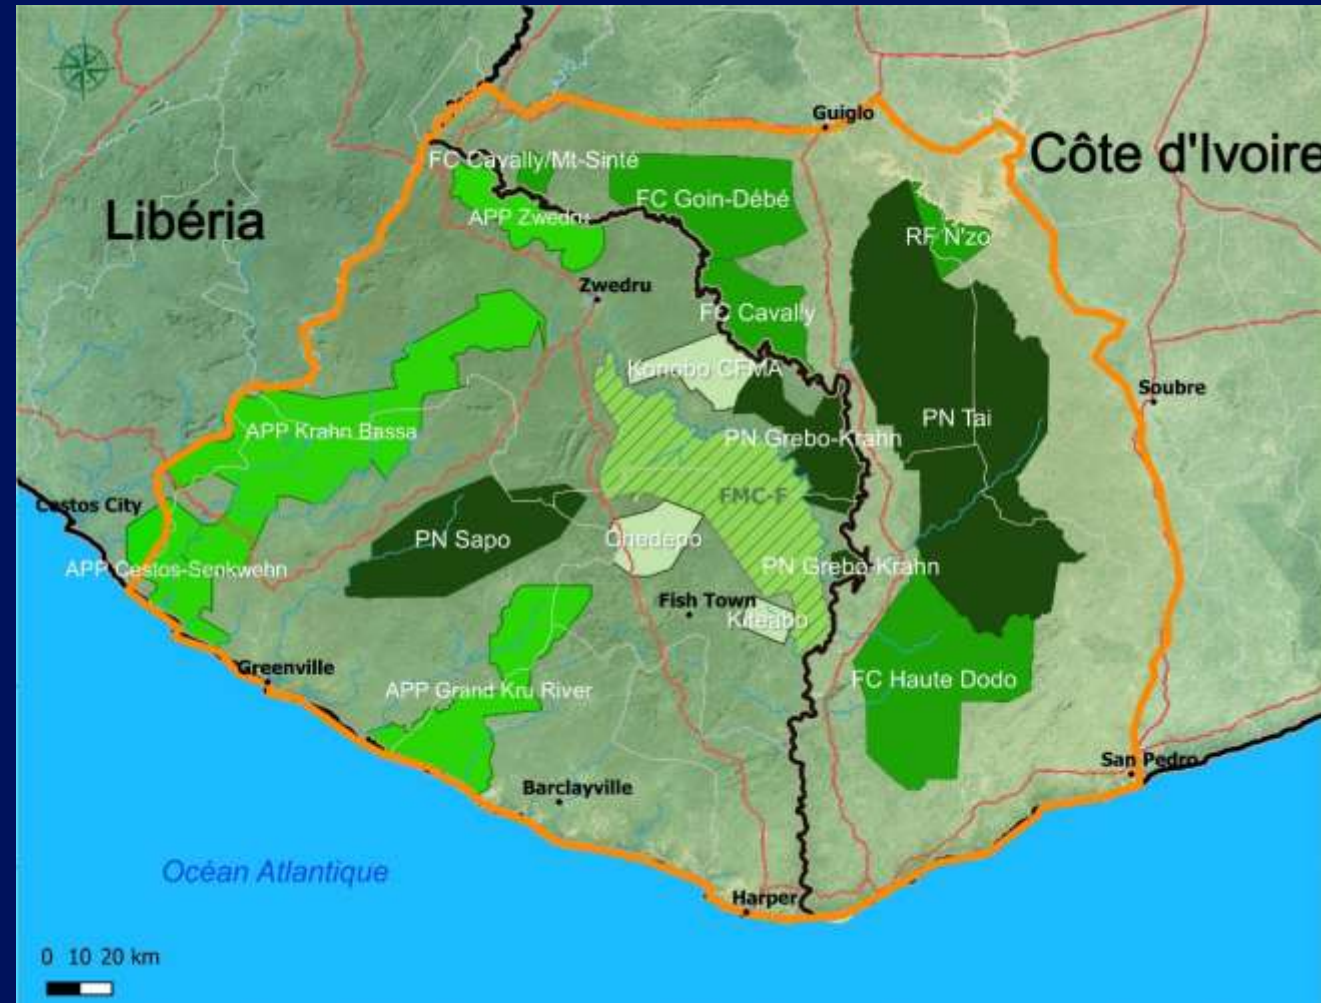 Guiglo
Côte d'Ivoire
FC Cavally/Mt-Sinté
Libéria
FC Goin-Débé
APP Zwedru
RF N'zo
Zwedru
FC Cavally
Konobo CFMA
Soubre
PN Tai
APP Krahn Bassa
PN Grebo-Krahn
FMC-F
Cestos City
PN Sapo
Chedepo
APP Cestos-Senkwehn
PN Grebo-Krahn
Fish Town
Kiteabo
Greenville
FC Haute Dodo
APP Grand Kru River
San Pedro
Barclayville
Océan Atlantique
Harper
0 10 20 km